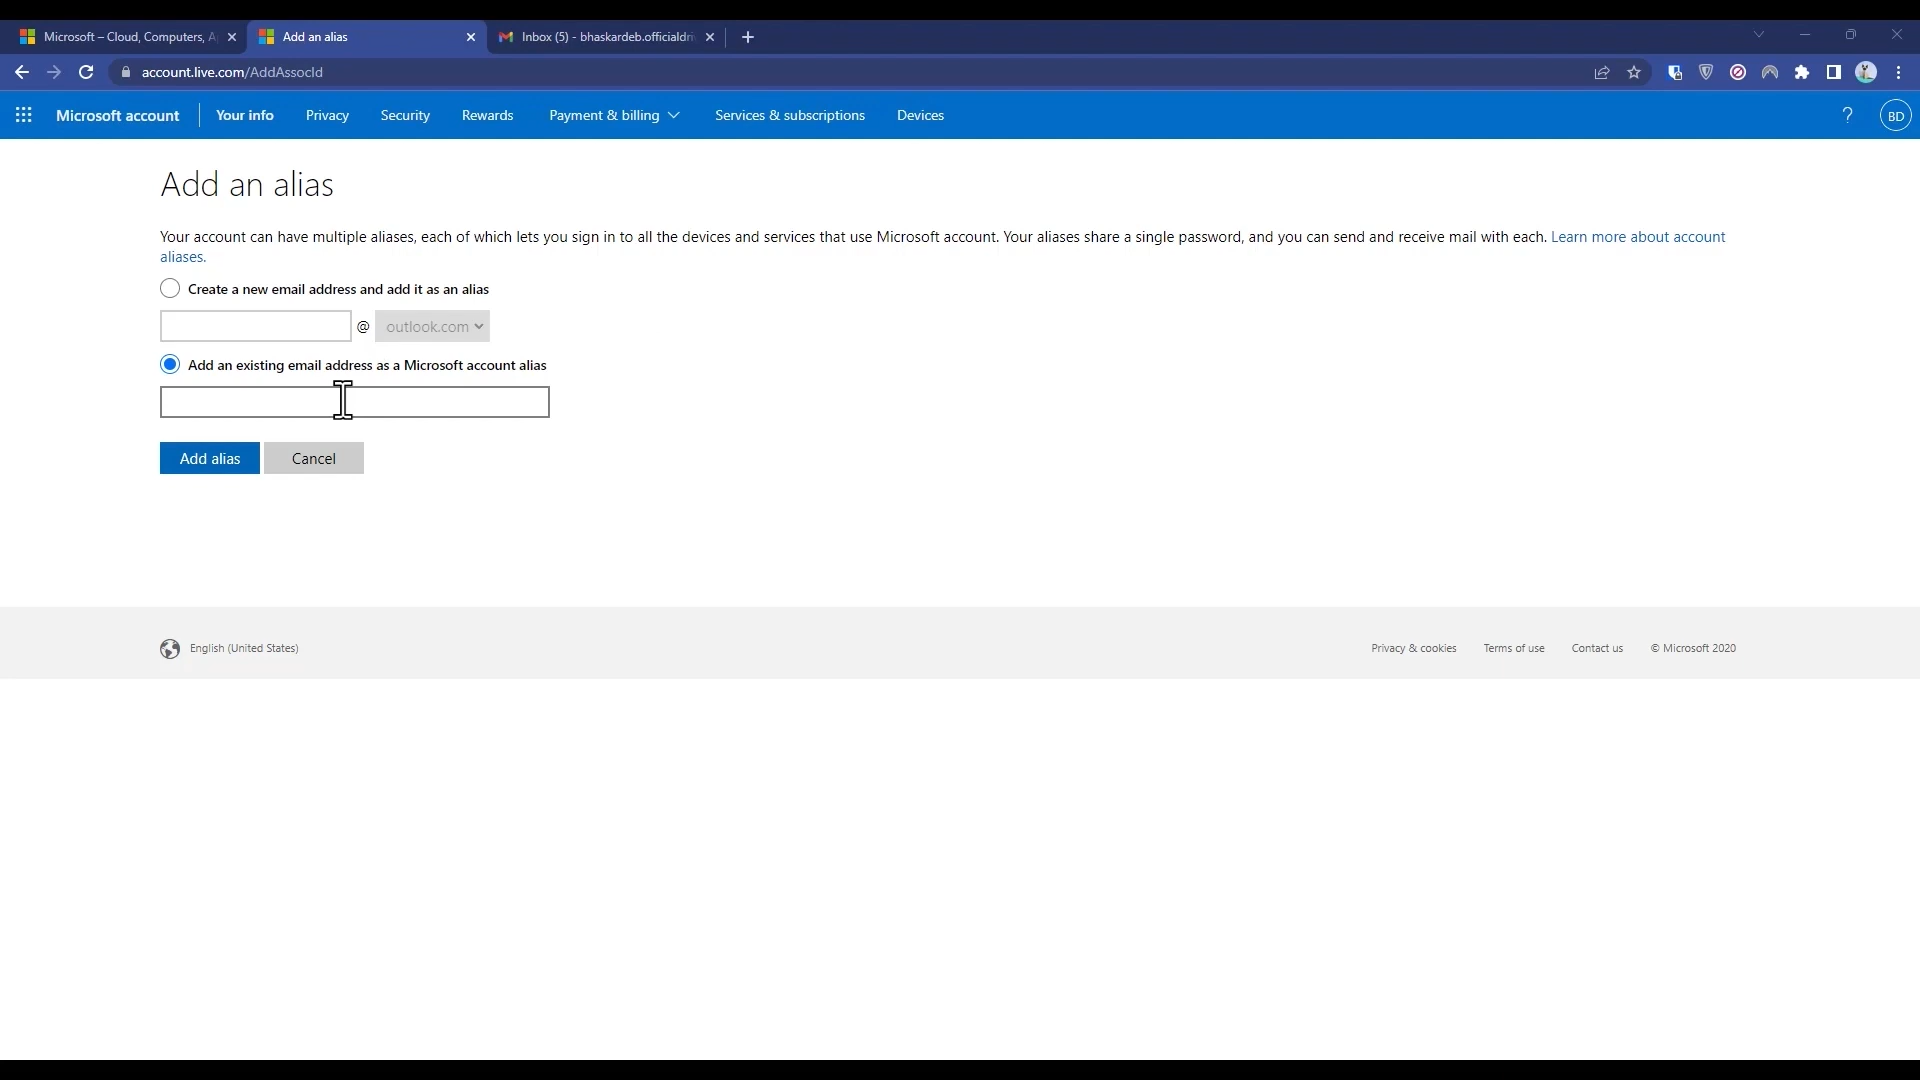 Microsoft – Cloud, Computers, A
Add an alias
Inbox (5) - bhaskardeb.officialdri
account.live.com/AddAssocId
Microsoft account
Your info
Privacy
Security
Rewards
Payment & billing
Services & subscriptions
Devices
?
BD
Add an alias
Your account can have multiple aliases, each of which lets you sign in to all the devices and services that use Microsoft account. Your aliases share a single password, and you can send and receive mail with each. Learn more about account
aliases.
Create a new email address and add it as an alias
@ outlook.com
Add an existing email address as a Microsoft account alias
Add alias
Cancel
English (United States)
Privacy & cookies
Terms of use
Contact us
© Microsoft 2020